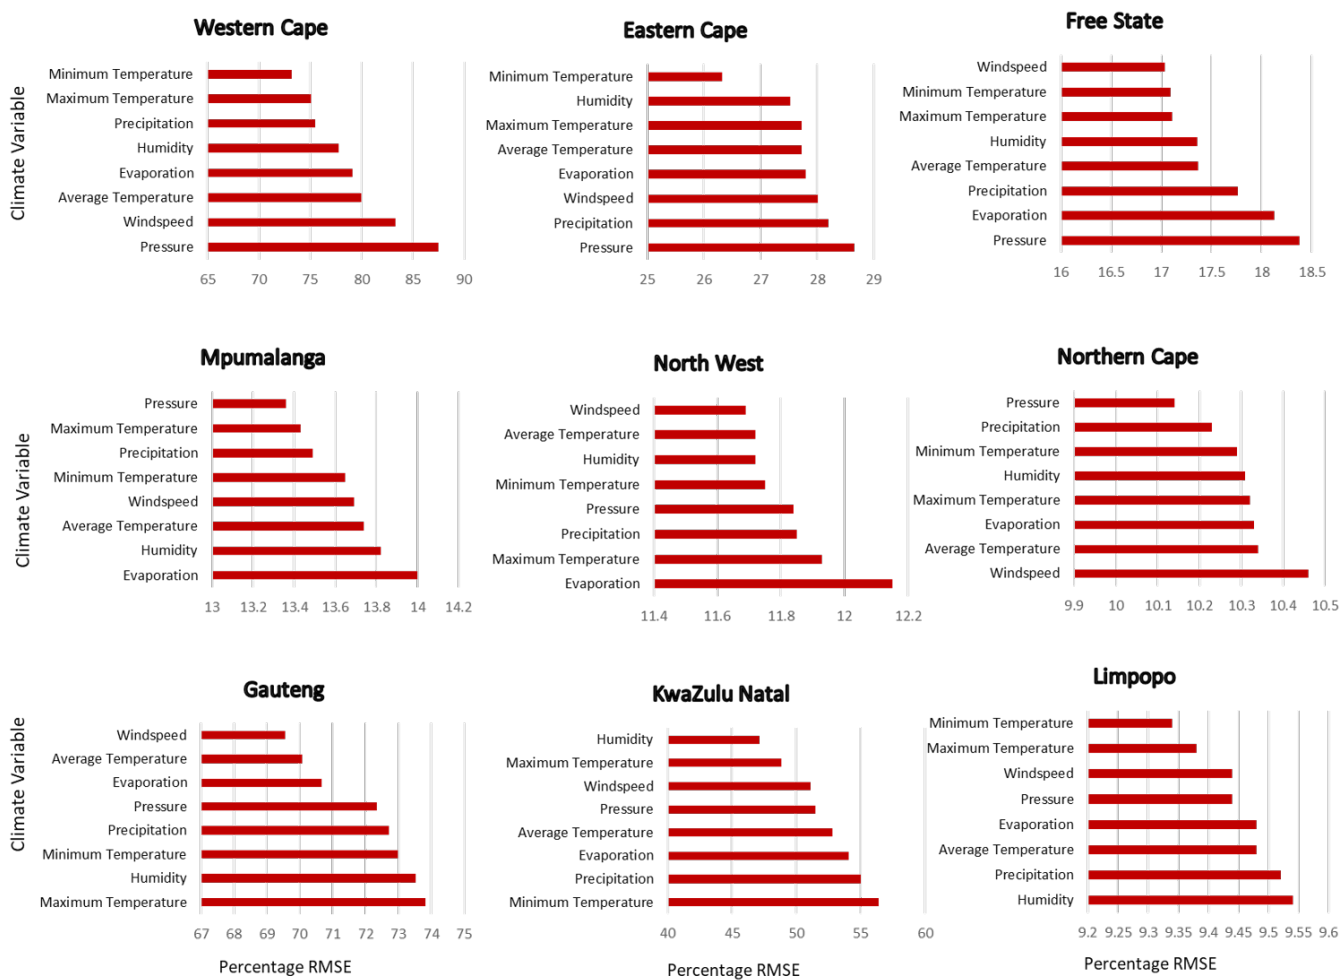 Western Cape
Climate Variable
Minimum Temperature
Maximum Temperature
Precipitation
Humidity
Evaporation
Average Temperature
Windspeed
Pressure
65 70 75 80 85 90
Eastern Cape
Minimum Temperature
Humidity
Maximum Temperature
Average Temperature
Evaporation
Windspeed
Precipitation
Pressure
25 26 27 28 29
Free State
Windspeed
Minimum Temperature
Maximum Temperature
Humidity
Average Temperature
Precipitation
Evaporation
Pressure
16 16.5 17 17.5 18 18.5
Mpumalanga
Climate Variable
Pressure
Maximum Temperature
Precipitation
Minimum Temperature
Windspeed
Average Temperature
Humidity
Evaporation
13 13.2 13.4 13.6 13.8 14 14.2
North West
Windspeed
Average Temperature
Humidity
Minimum Temperature
Pressure
Precipitation
Maximum Temperature
Evaporation
11.4 11.6 11.8 12 12.2
Northern Cape
Pressure
Precipitation
Minimum Temperature
Humidity
Maximum Temperature
Evaporation
Average Temperature
Windspeed
9.9 10 10.1 10.2 10.3 10.4 10.5
Gauteng
Climate Variable
Windspeed
Average Temperature
Evaporation
Pressure
Precipitation
Minimum Temperature
Humidity
Maximum Temperature
67 68 69 70 71 72 73 74 75
Percentage RMSE
KwaZulu Natal
Humidity
Maximum Temperature
Windspeed
Pressure
Average Temperature
Evaporation
Precipitation
Minimum Temperature
40 45 50 55 60
Percentage RMSE
Limpopo
Minimum Temperature
Maximum Temperature
Windspeed
Pressure
Evaporation
Average Temperature
Precipitation
Humidity
9.2 9.25 9.3 9.35 9.4 9.45 9.5 9.55 9.6
Percentage RMSE